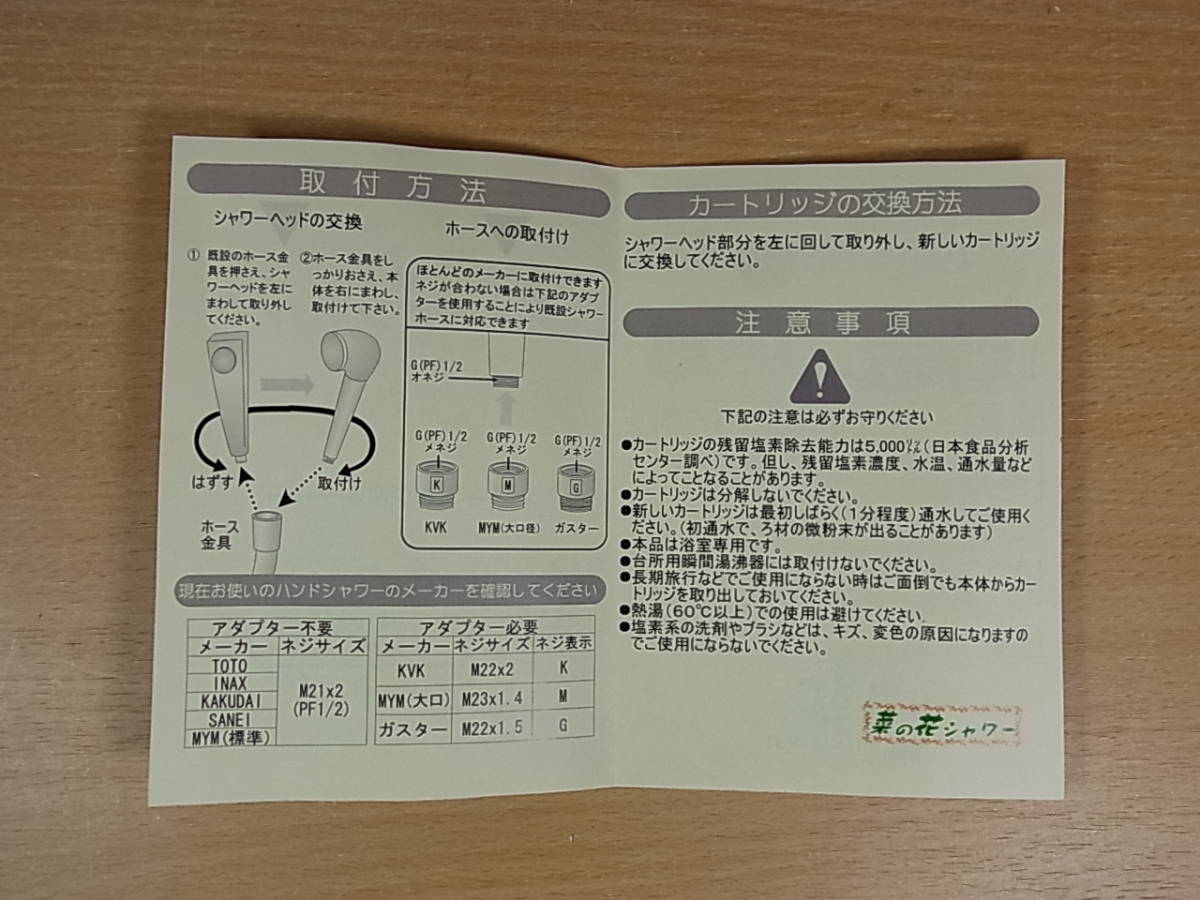 取付方法
シャワーヘッドの交換
① 既設のホース金
具を押さえ、シャ
ワーヘッドを左に
まわして取り外し
てください。
②ホース金具をし
っかりおさえ、本
体を右にまわし、
取付けて下さい。
はずす
取付け
ホース
金具
ホースへの取付け
ほとんどのメーカーに取付けできます
ネジが合わない場合は下記のアダプ
ターを使用することにより既設シャワー
ホースに対応できます
G(PF)1/2
オネジ
G(PF)1/2
メネジ
G(PF)1/2
メネジ
G(PF)1/2
メネジ
K
M
G
KVK
MYM(大口径)
ガスター
現在お使いのハンドシャワーのメーカーを確認してください
アダプター不要
メーカー ネジサイズ
TOTO
INAX
KAKUDAI
SANEI
MYM(標準)
M21x2
(PF1/2)
アダプター必要
メーカー ネジサイズ ネジ表示
KVK M22x2 K
MYM(大口) M23x1.4 M
ガスター M22x1.5 G
カートリッジの交換方法
シャワーヘッド部分を左に回して取り外し、新しいカートリッジ
に交換してください。
注意事項
下記の注意は必ずお守りください
●カートリッジの残留塩素除去能力は5,000㍑(日本食品分析
センター調べ)です。但し、残留塩素濃度、水温、通水量など
によってことなることがあります。
●カートリッジは分解しないでください。
●新しいカートリッジは最初しばらく(1分程度)通水してご使用く
ださい。(初通水で、ろ材の微粉末が出ることがあります)
●本品は浴室専用です。
●台所用瞬間湯沸器には取付けないでください。
●長期旅行などでご使用にならない時はご面倒でも本体からカー
トリッジを取り出しておいてください。
●熱湯(60℃以上)での使用は避けてください。
●塩素系の洗剤やブラシなどは、キズ、変色の原因になりますの
でご使用にならないでください。
菜の花シャワー